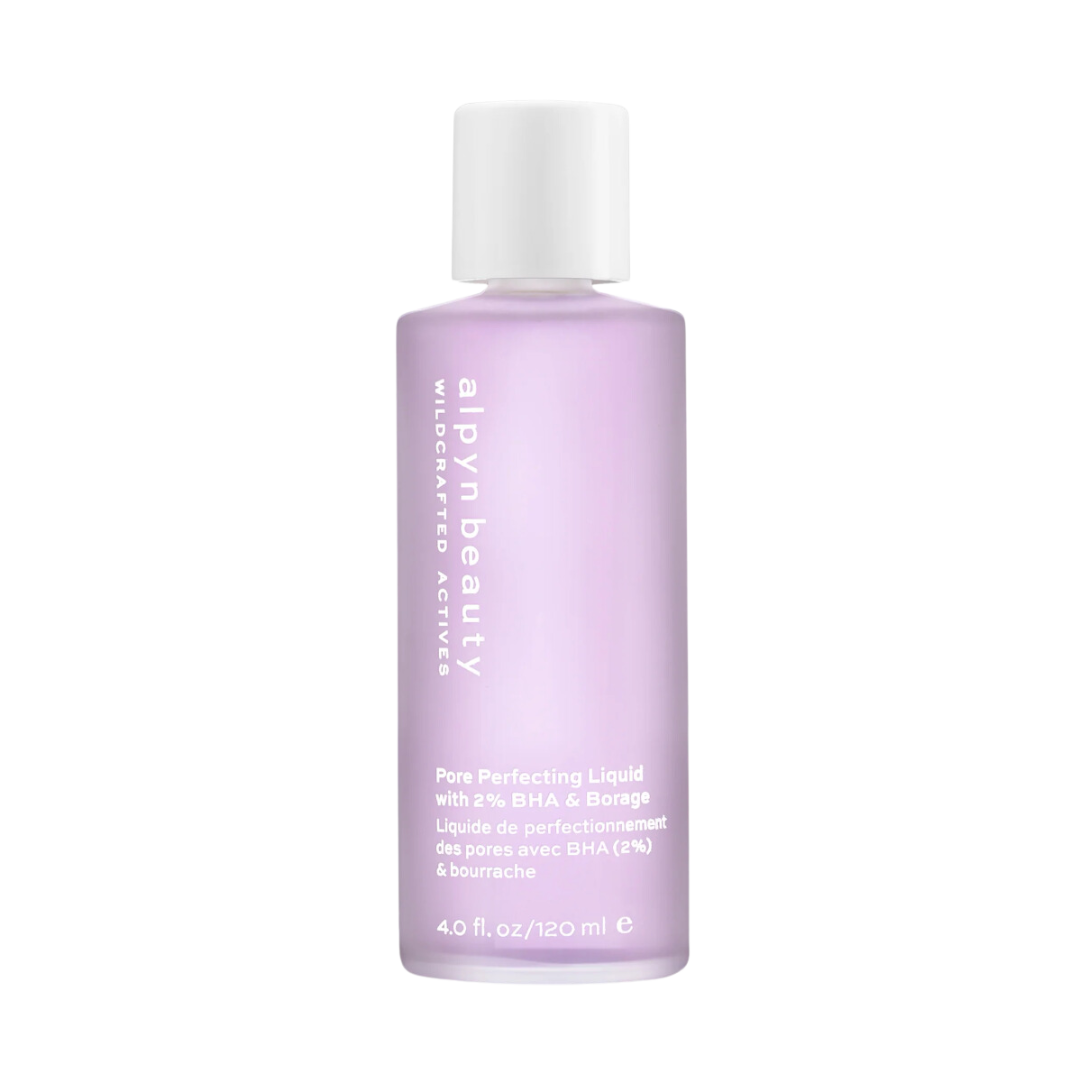 alpyn beauty
WILDCRAFTED ACTIVES
Pore Perfecting Liquid
with 2% BHA & Borage
Liquide de perfectionnement
des pores avec BHA (2%)
& bourrache
4.0 fl. oz/120 ml e